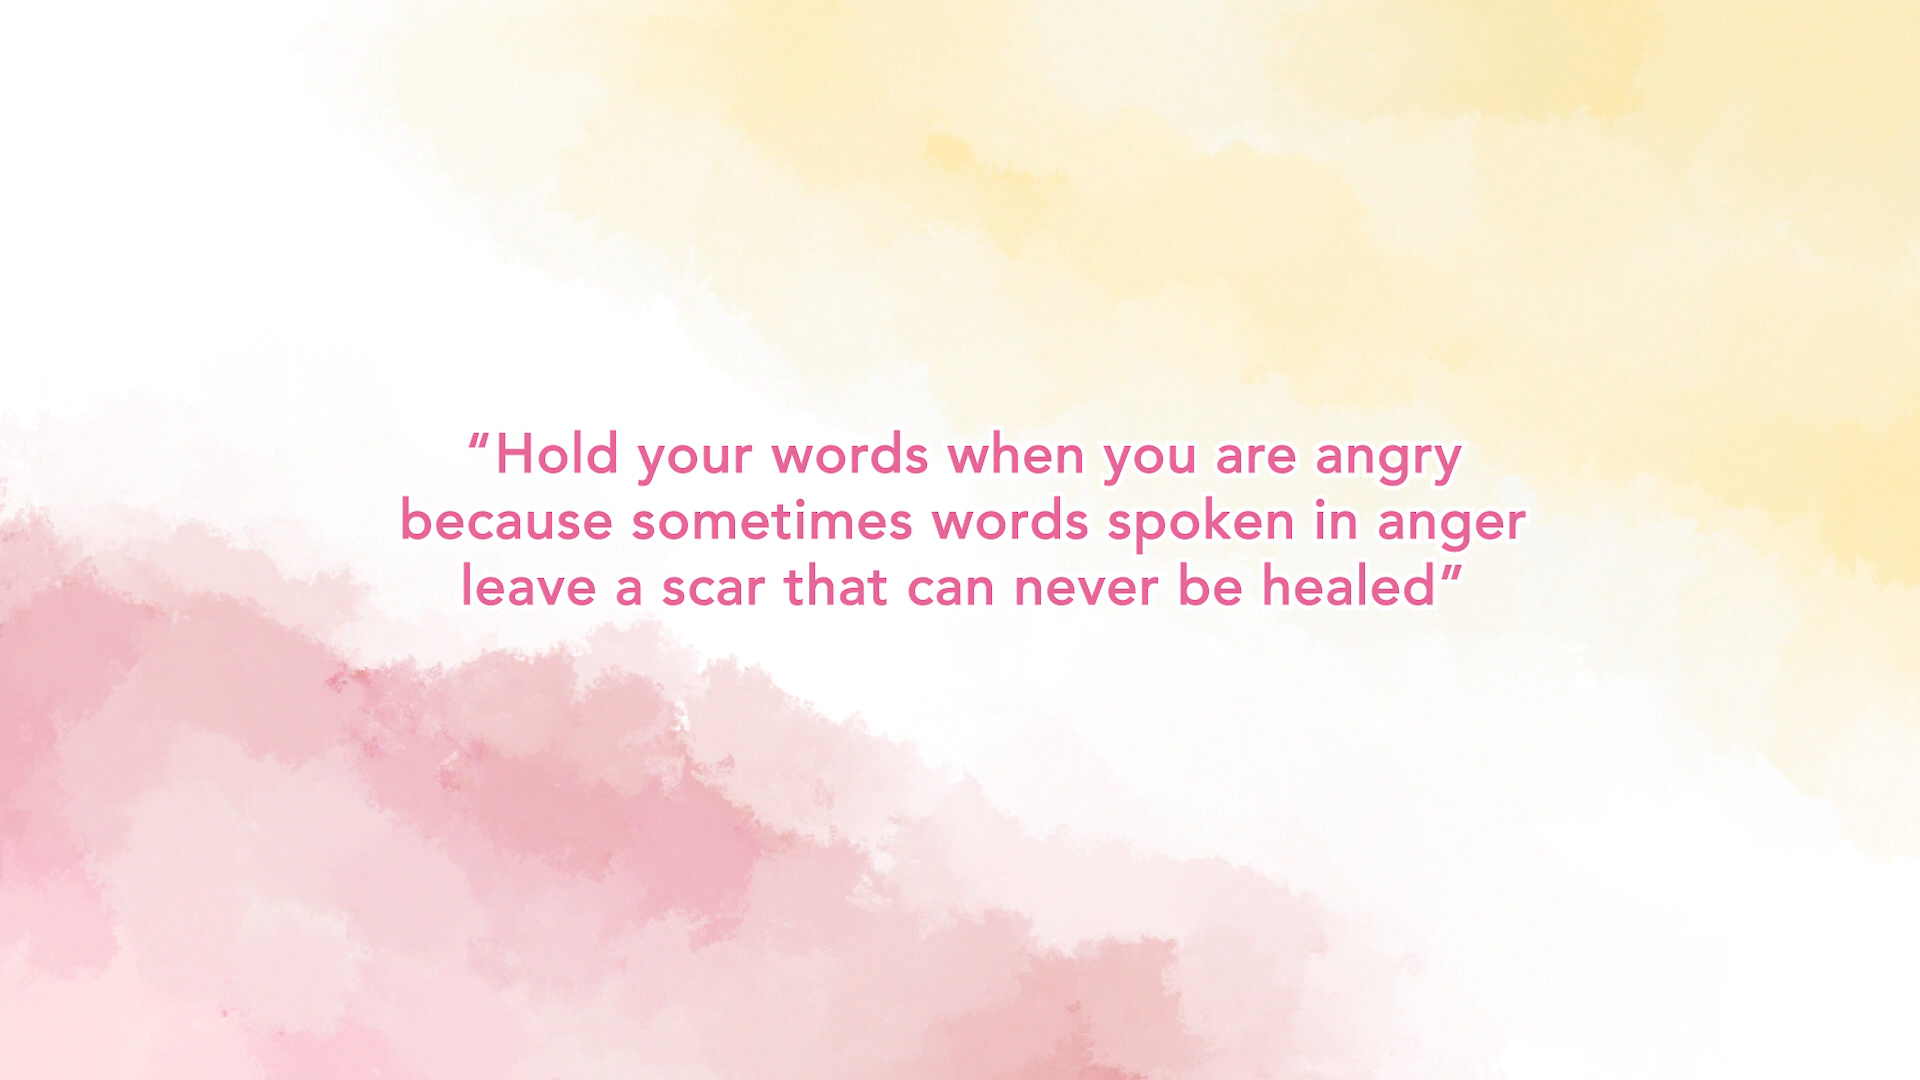 “Hold your words when you are angry
because sometimes words spoken in anger
leave a scar that can never be healed”